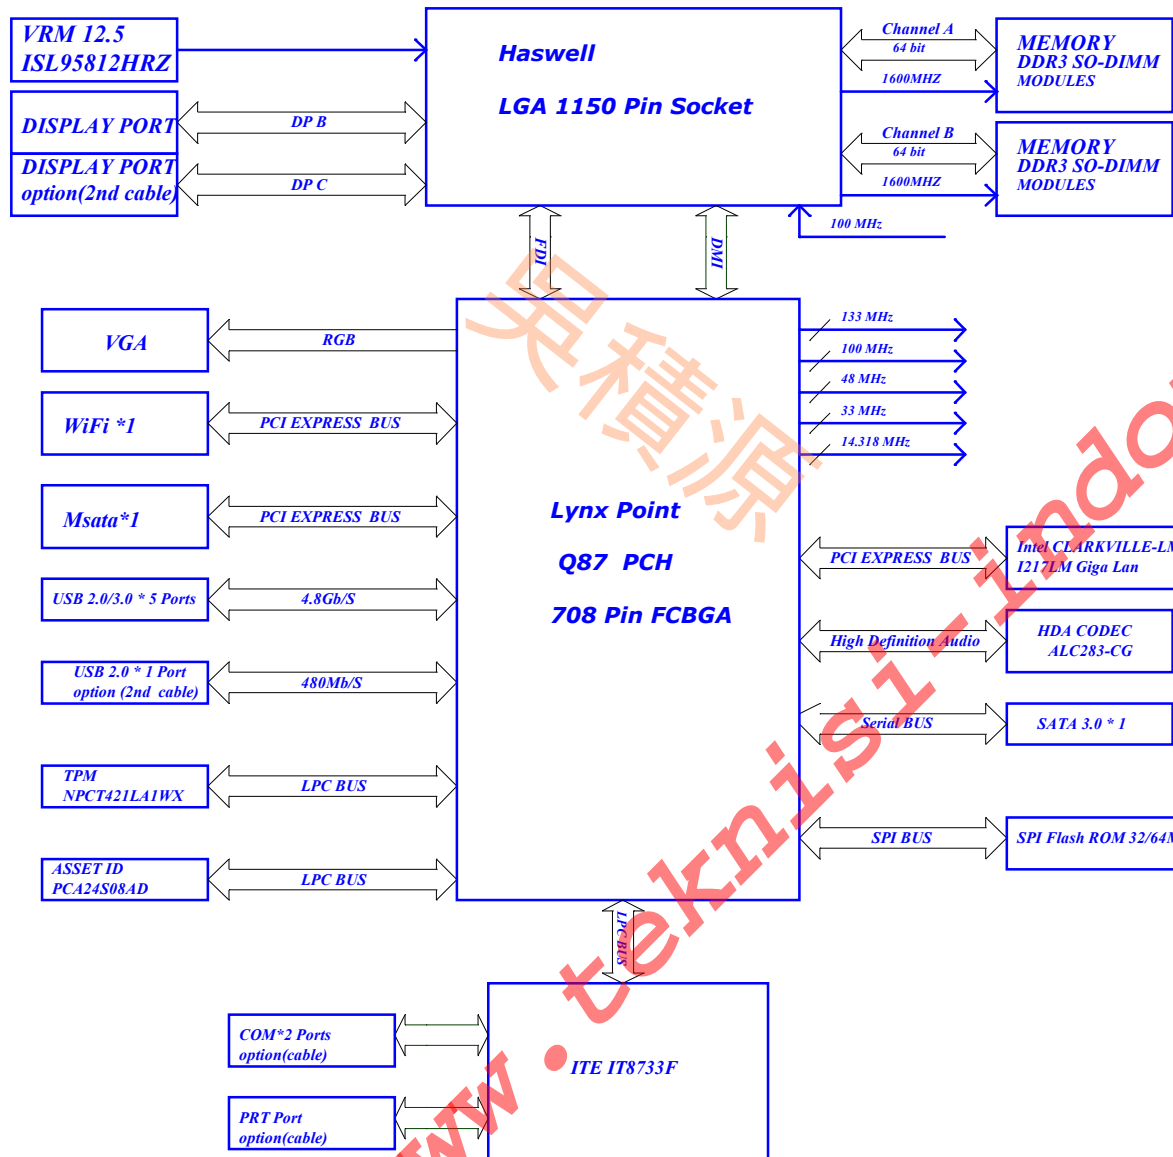 VRM 12.5
ISL95812HRZ
DISPLAY PORT
DISPLAY PORT
option(2nd cable)
DP B
DP C
Haswell
LGA 1150 Pin Socket
Channel A
64 bit
1600MHZ
MEMORY
DDR3 SO-DIMM
MODULES
Channel B
64 bit
1600MHZ
MEMORY
DDR3 SO-DIMM
MODULES
100 MHz
FDI
DMI
VGA
RGB
WiFi *1
PCI EXPRESS BUS
Msata*1
PCI EXPRESS BUS
USB 2.0/3.0 * 5 Ports
4.8Gb/S
USB 2.0 * 1 Port
option (2nd cable)
480Mb/S
TPM
NPCT421LA1WX
LPC BUS
ASSET ID
PCA24S08AD
LPC BUS
Lynx Point
Q87 PCH
708 Pin FCBGA
133 MHz
100 MHz
48 MHz
33 MHz
14.318 MHz
PCI EXPRESS BUS
Intel CLARKVILLE-LM
I217LM Giga Lan
High Definition Audio
HDA CODEC
ALC283-CG
Serial BUS
SATA 3.0 * 1
SPI BUS
SPI Flash ROM 32/64M
LPC BUS
COM*2 Ports
option(cable)
PRT Port
option(cable)
ITE IT8733F
吳積源
ww.teknisi-indo